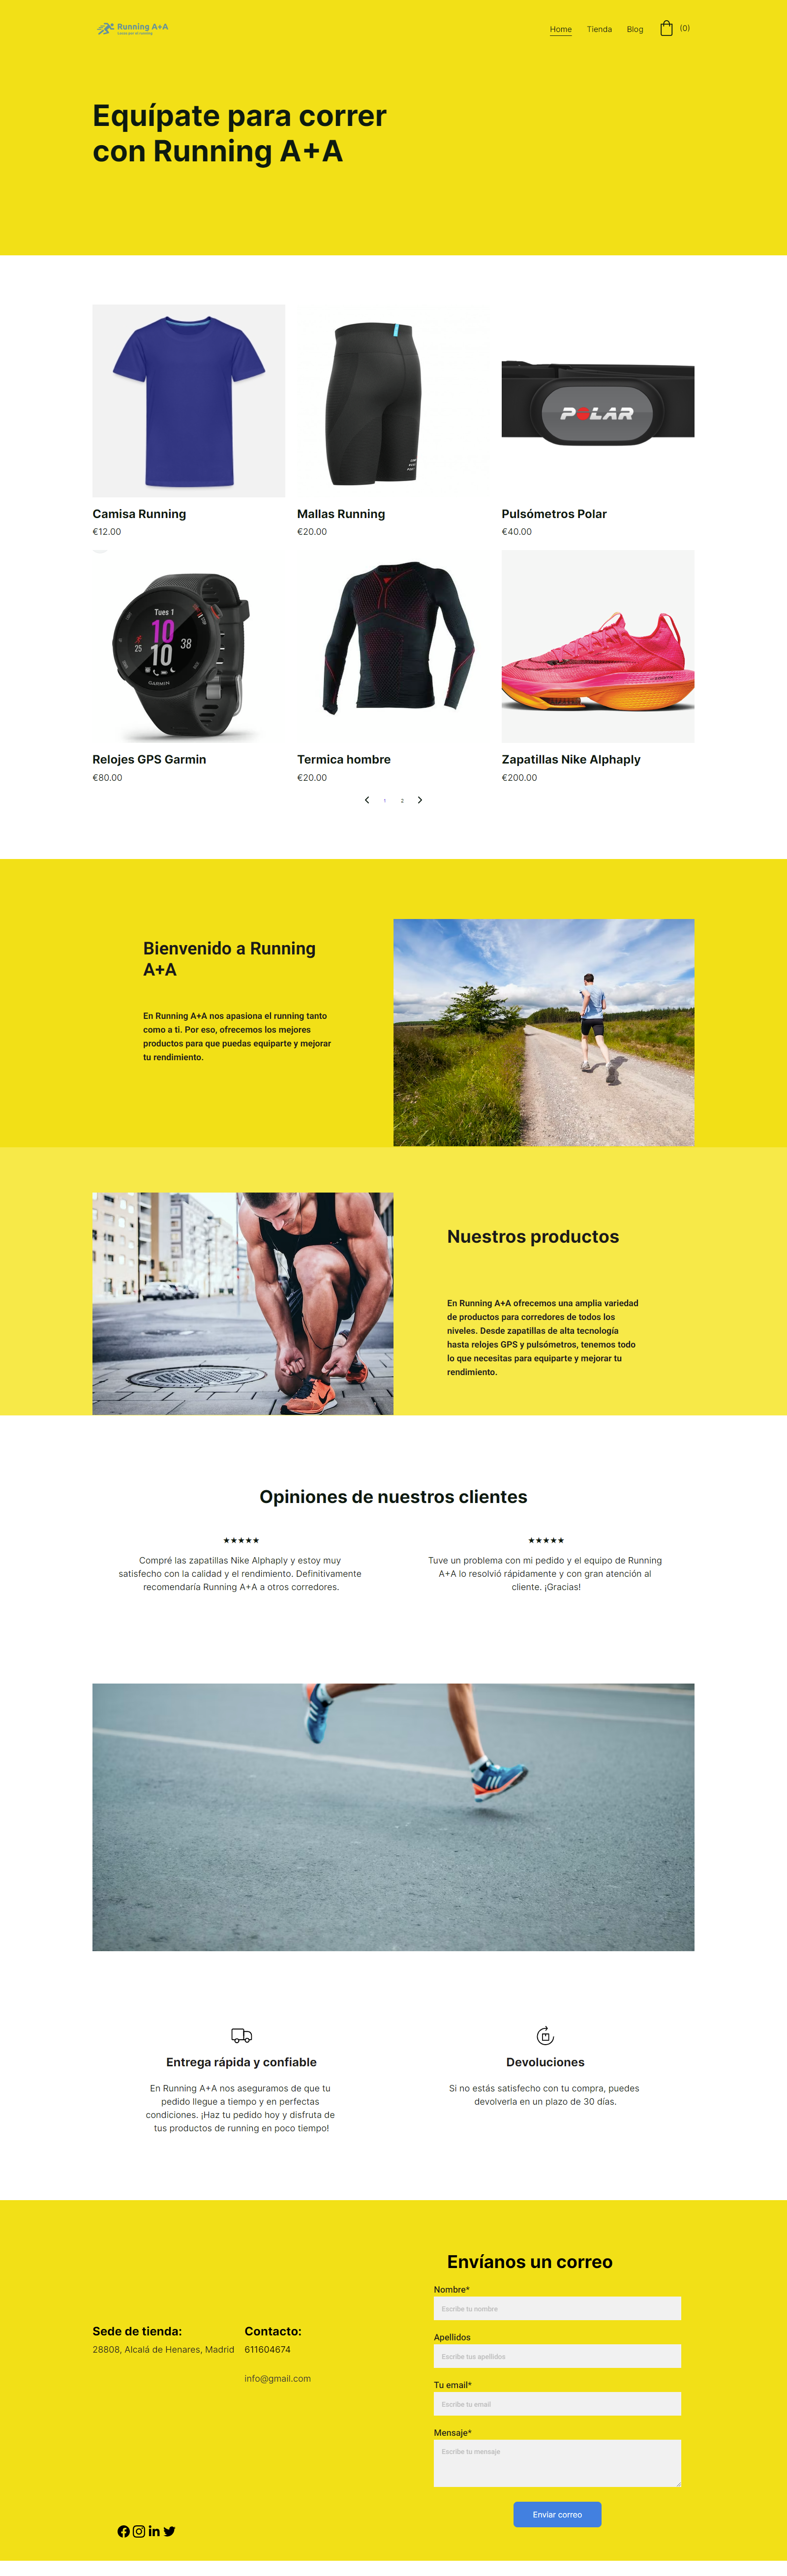 Running A+A
Home
Tienda
Blog
(0)
Equípate para correr
con Running A+A
POLAR
Camisa Running
Mallas Running
Pulsómetros Polar
€12.00
€20.00
€40.00
Tues 1
10
25
10
38
GARMIN
Relojes GPS Garmin
Termica hombre
Zapatillas Nike Alphaply
€80.00
€20.00
€200.00
1
2
Bienvenido a Running
A+A
En Running A+A nos apasiona el running tanto
como a ti. Por eso, ofrecemos los mejores
productos para que puedas equiparte y mejorar
tu rendimiento.
Nuestros productos
En Running A+A ofrecemos una amplia variedad
de productos para corredores de todos los
niveles. Desde zapatillas de alta tecnología
hasta relojes GPS y pulsómetros, tenemos todo
lo que necesitas para equiparte y mejorar tu
rendimiento.
Opiniones de nuestros clientes
★★★★★
Compré las zapatillas Nike Alphaply y estoy muy
satisfecho con la calidad y el rendimiento. Definitivamente
recomendaría Running A+A a otros corredores.
★★★★★
Tuve un problema con mi pedido y el equipo de Running
A+A lo resolvió rápidamente y con gran atención al
cliente. ¡Gracias!
Entrega rápida y confiable
En Running A+A nos aseguramos de que tu
pedido llegue a tiempo y en perfectas
condiciones. ¡Haz tu pedido hoy y disfruta de
tus productos de running en poco tiempo!
Devoluciones
Si no estás satisfecho con tu compra, puedes
devolverla en un plazo de 30 días.
Sede de tienda:
28808, Alcalá de Henares, Madrid
Contacto:
611604674
info@gmail.com
Envíanos un correo
Nombre*
Escribe tu nombre
Apellidos
Escribe tus apellidos
Tu email*
Escribe tu email
Mensaje*
Escribe tu mensaje
Enviar correo